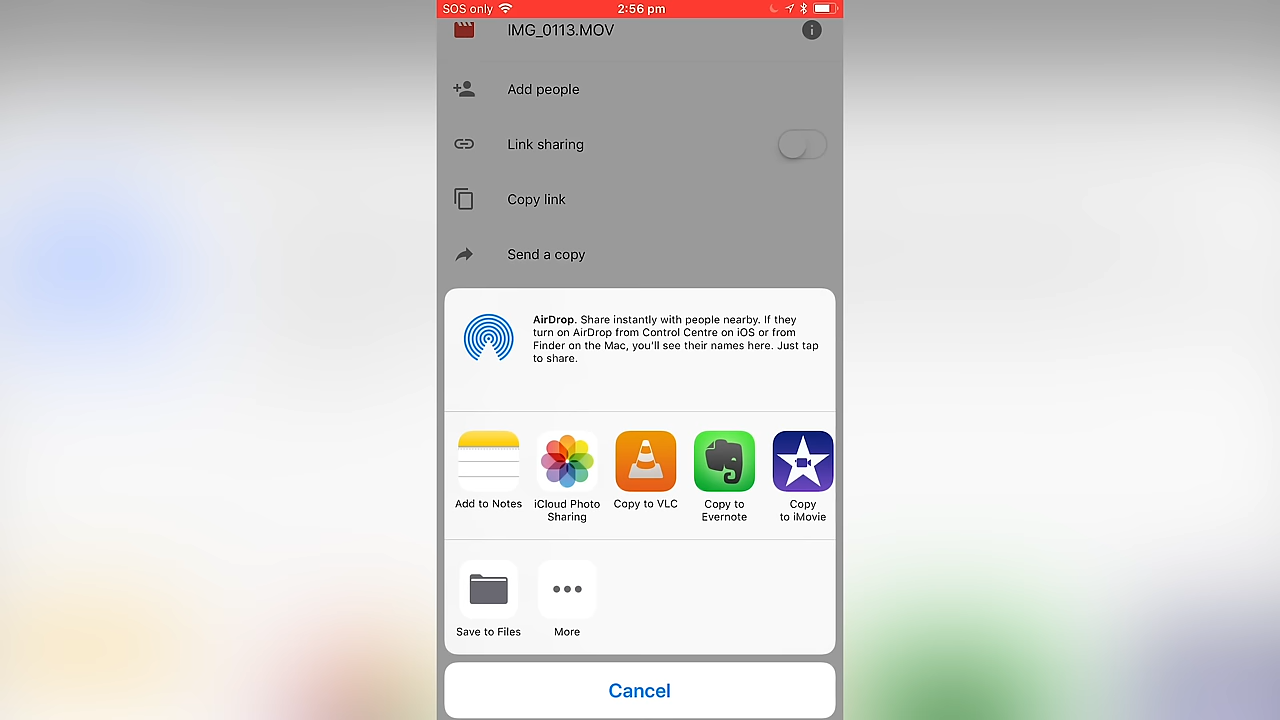 SOS only
2:56 pm
IMG_0113.MOV
Add people
Link sharing
Copy link
Send a copy
AirDrop. Share instantly with people nearby. If they
turn on AirDrop from Control Centre on iOS or from
Finder on the Mac, you'll see their names here. Just tap
to share.
Add to Notes
iCloud Photo
Sharing
Copy to VLC
Copy to
Evernote
Copy
to iMovie
Save to Files
More
Cancel